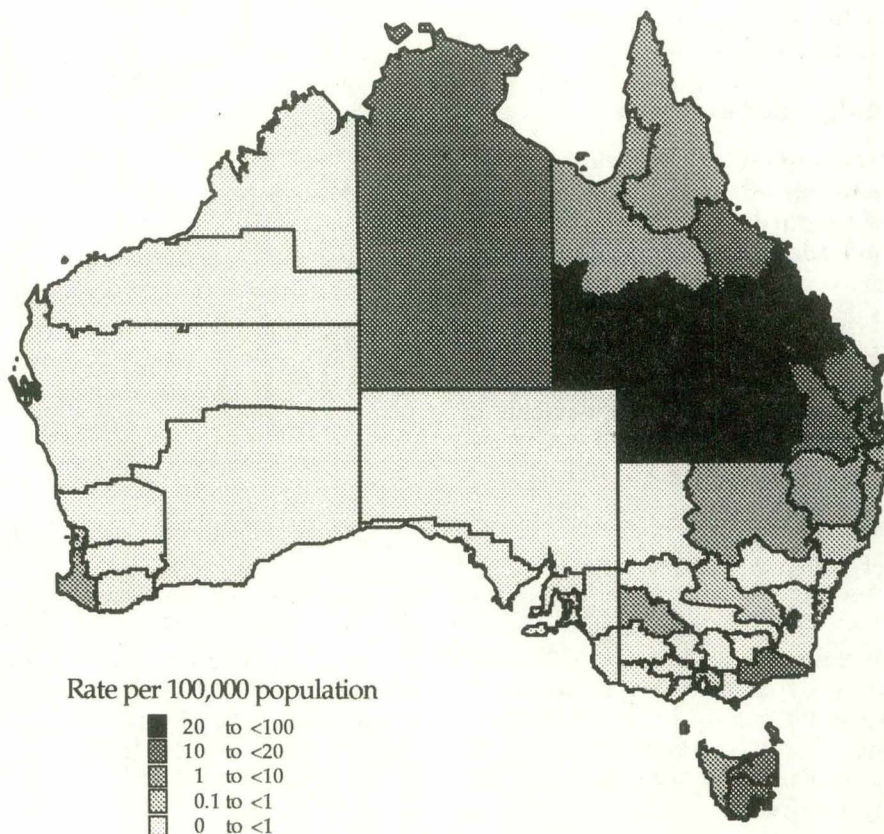 Rate per 100,000 population
20 to <100
10 to <20
1 to <10
0.1 to <1
0 to <1